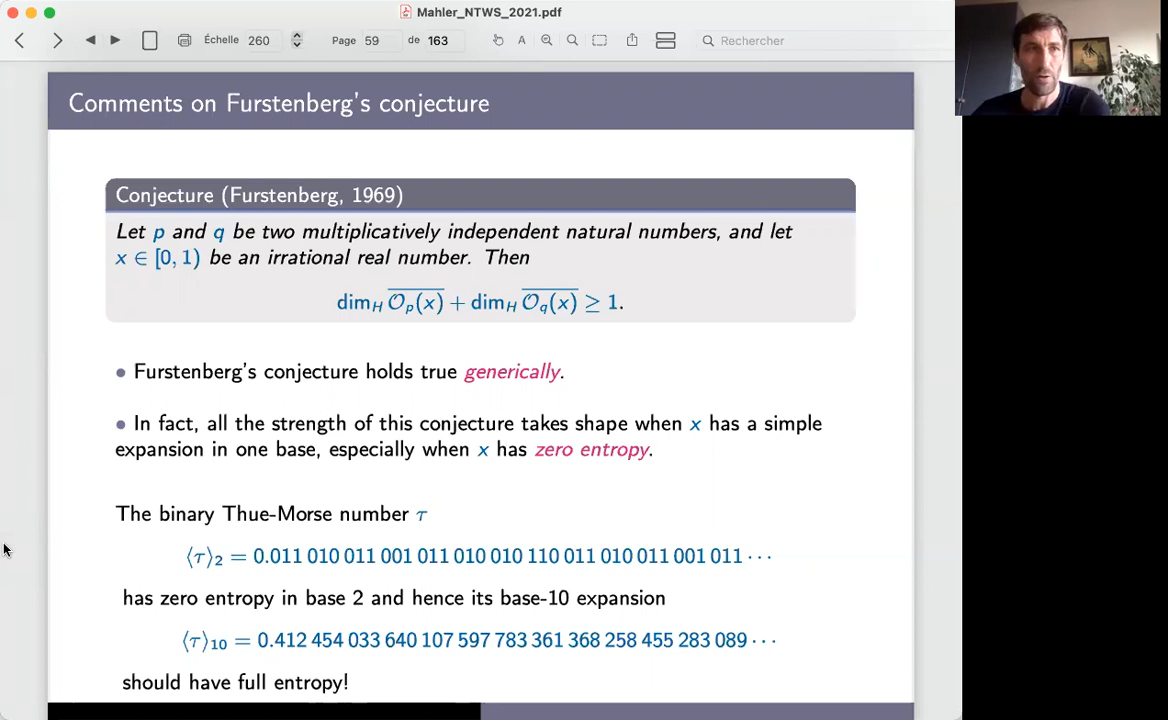 Mahler_NTWS_2021.pdf
Échelle 260
Page 59 de 163
A
Rechercher
Comments on Furstenberg's conjecture
Conjecture (Furstenberg, 1969)
Let p and q be two multiplicatively independent natural numbers, and let
x ∈ [0, 1) be an irrational real number. Then
dim_H \overline{𝒪_p(x)} + dim_H \overline{𝒪_q(x)} ≥ 1.
• Furstenberg's conjecture holds true generically.
• In fact, all the strength of this conjecture takes shape when x has a simple
expansion in one base, especially when x has zero entropy.
The binary Thue-Morse number τ
⟨τ⟩₂ = 0.011 010 011 001 011 010 010 110 011 010 011 001 011 · · ·
has zero entropy in base 2 and hence its base-10 expansion
⟨τ⟩₁₀ = 0.412 454 033 640 107 597 783 361 368 258 455 283 089 · · ·
should have full entropy!